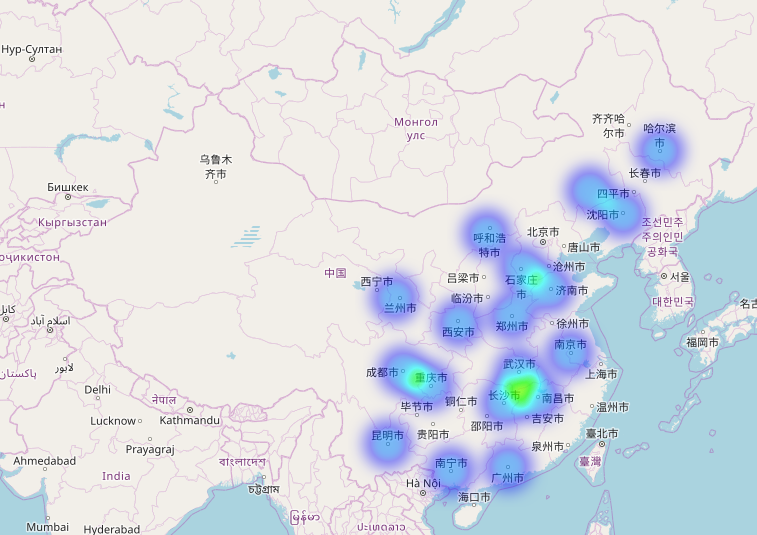 Нур-Султан
Монгол
улс
齐齐哈
尔市
哈尔滨
市
乌鲁木
齐市
长春市
Бишкек
四平市
沈阳市
Кыргызстан
조선민주
주의인민
공화국
呼和浩
特市
北京市
唐山市
оҷикистон
中国
西宁市
吕梁市
石家庄
市
沧州市
서울
临汾市
济南市
대한민국
兰州市
名古
کابل
اسلام آباد
西安市
郑州市
徐州市
福岡市
南京市
لاہور
پاکستان
成都市
重庆市
武汉市
上海市
Delhi
नेपाल
毕节市
铜仁市
长沙市
南昌市
温州市
Lucknow
Kathmandu
邵阳市
吉安市
昆明市
贵阳市
泉州市
臺北市
Prayagraj
Ahmedabad
India
বাংলাদেশ
南宁市
广州市
臺灣
চট্টগ্রাম
Hà Nội
海口市
Mumbai
Hyderabad
မြန်မာ
ປະເທດລາວ